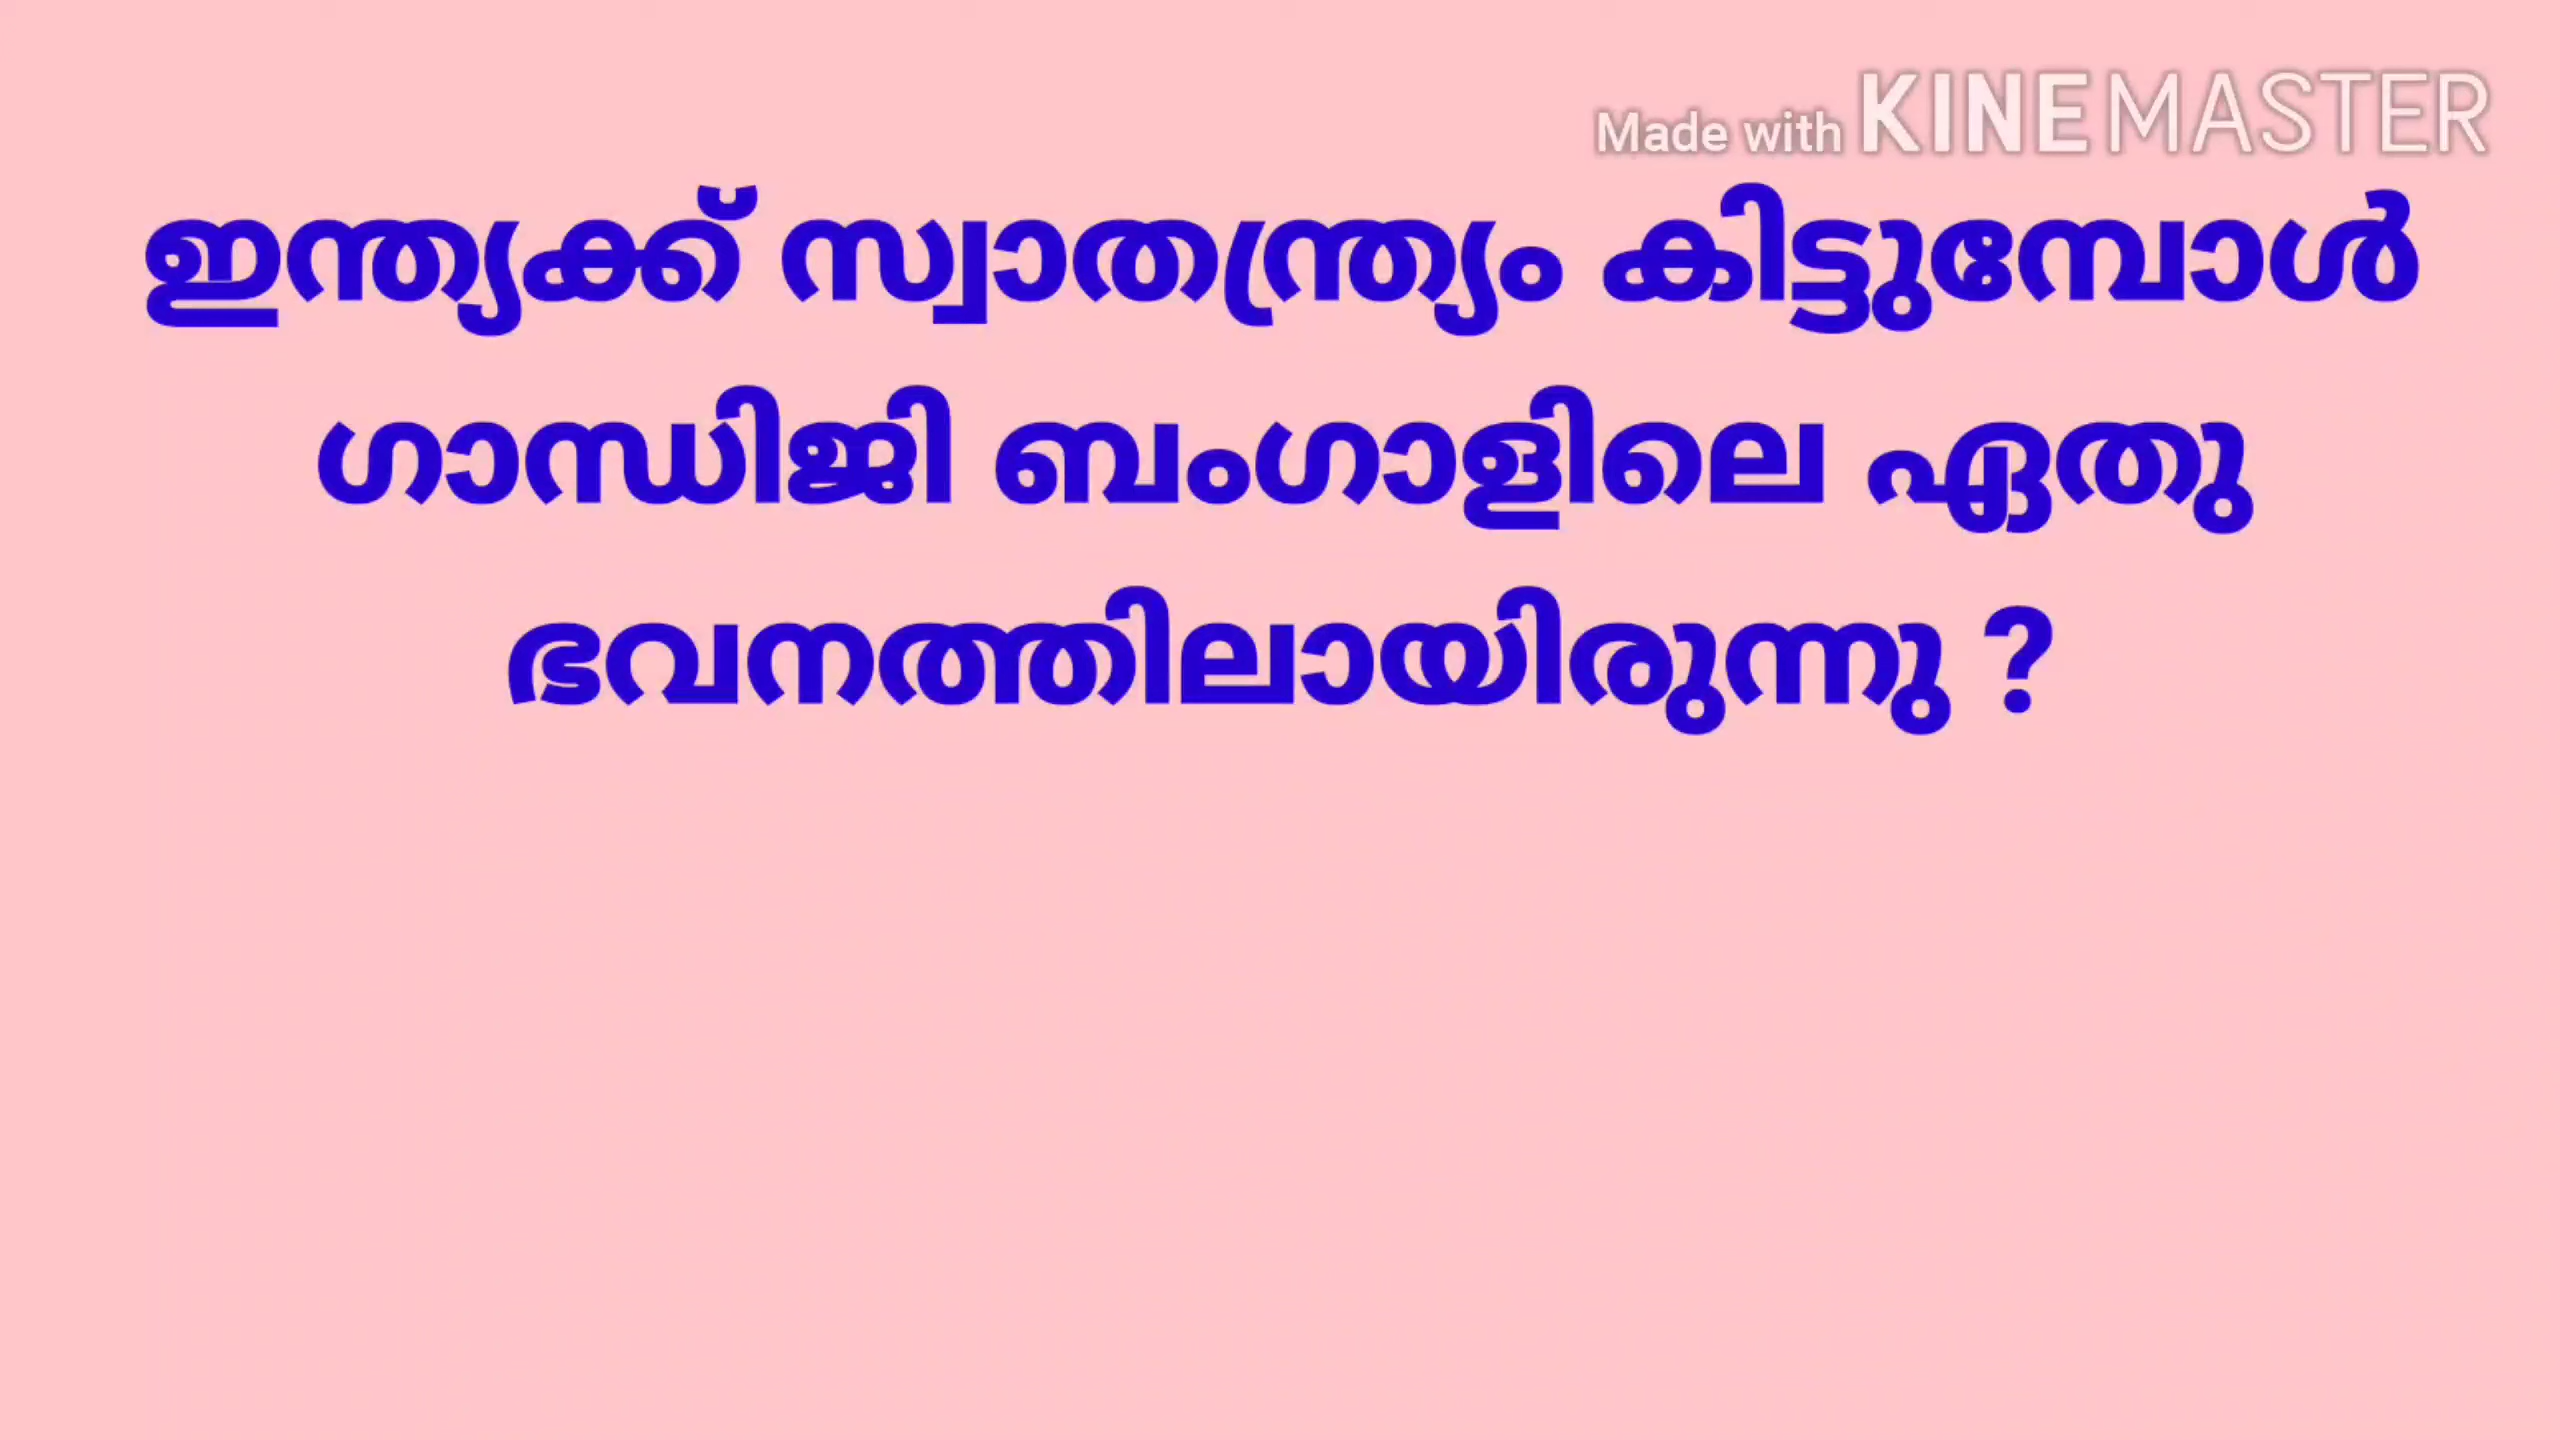 Made with KINEMASTER
ഇന്ത്യക്ക് സ്വാതന്ത്ര്യം കിട്ടുമ്പോൾ
ഗാന്ധിജി ബംഗാളിലെ ഏതു
ഭവനത്തിലായിരുന്നു ?